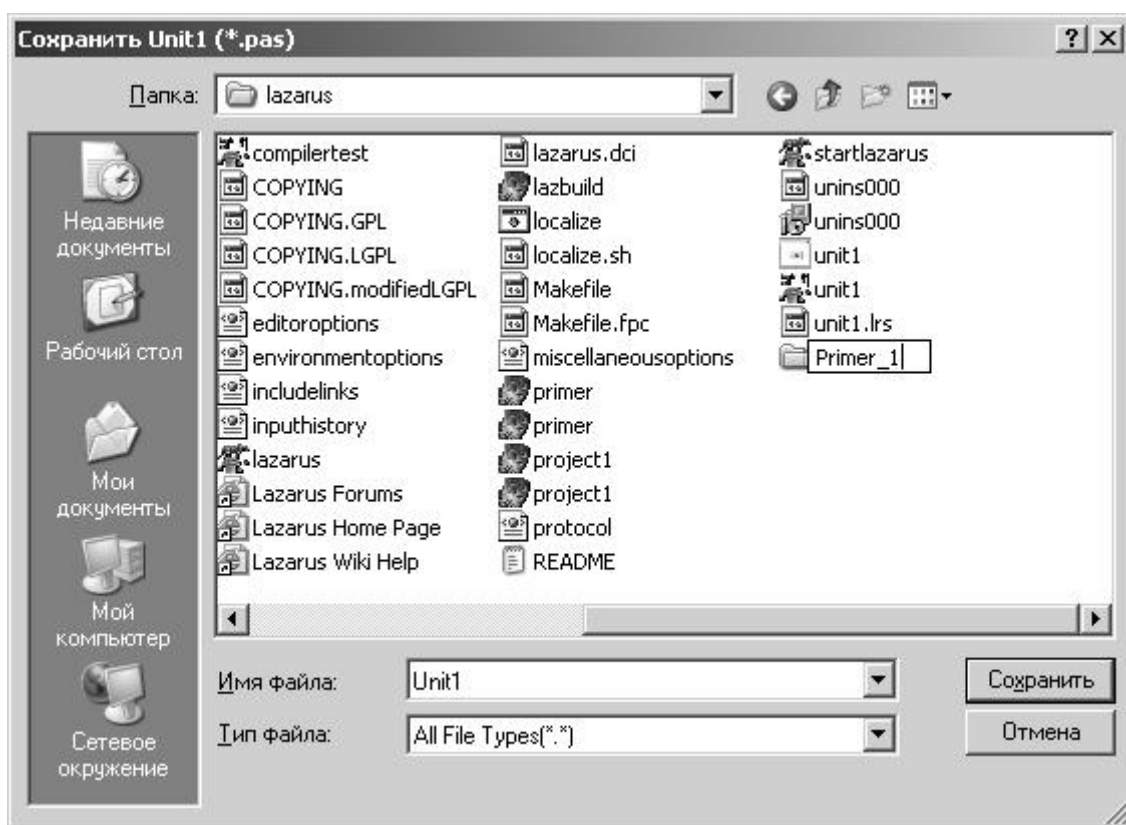 Сохранить Unit1 (*.pas)
Папка:
lazarus
Недавние
документы
Рабочий стол
Мои
документы
Мой
компьютер
Сетевое
окружение
compilertest
COPYING
COPYING.GPL
COPYING.LGPL
COPYING.modifiedLGPL
editoroptions
environmentoptions
includelinks
inputhistory
lazarus
Lazarus Forums
Lazarus Home Page
Lazarus Wiki Help
lazarus.dci
lazbuild
localize
localize.sh
Makefile
Makefile.fpc
miscellaneousoptions
primer
primer
project1
project1
protocol
README
startlazarus
unins000
unins000
unit1
unit1
unit1.lrs
Primer_1
Имя файла:
Unit1
Сохранить
Тип файла:
All File Types(*.*)
Отмена